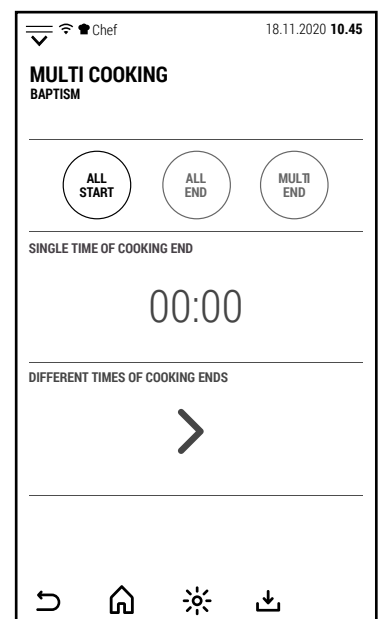 Chef 18.11.2020 10.45
MULTI COOKING
BAPTISM
ALL
START
ALL
END
MULTI
END
SINGLE TIME OF COOKING END
00:00
DIFFERENT TIMES OF COOKING ENDS